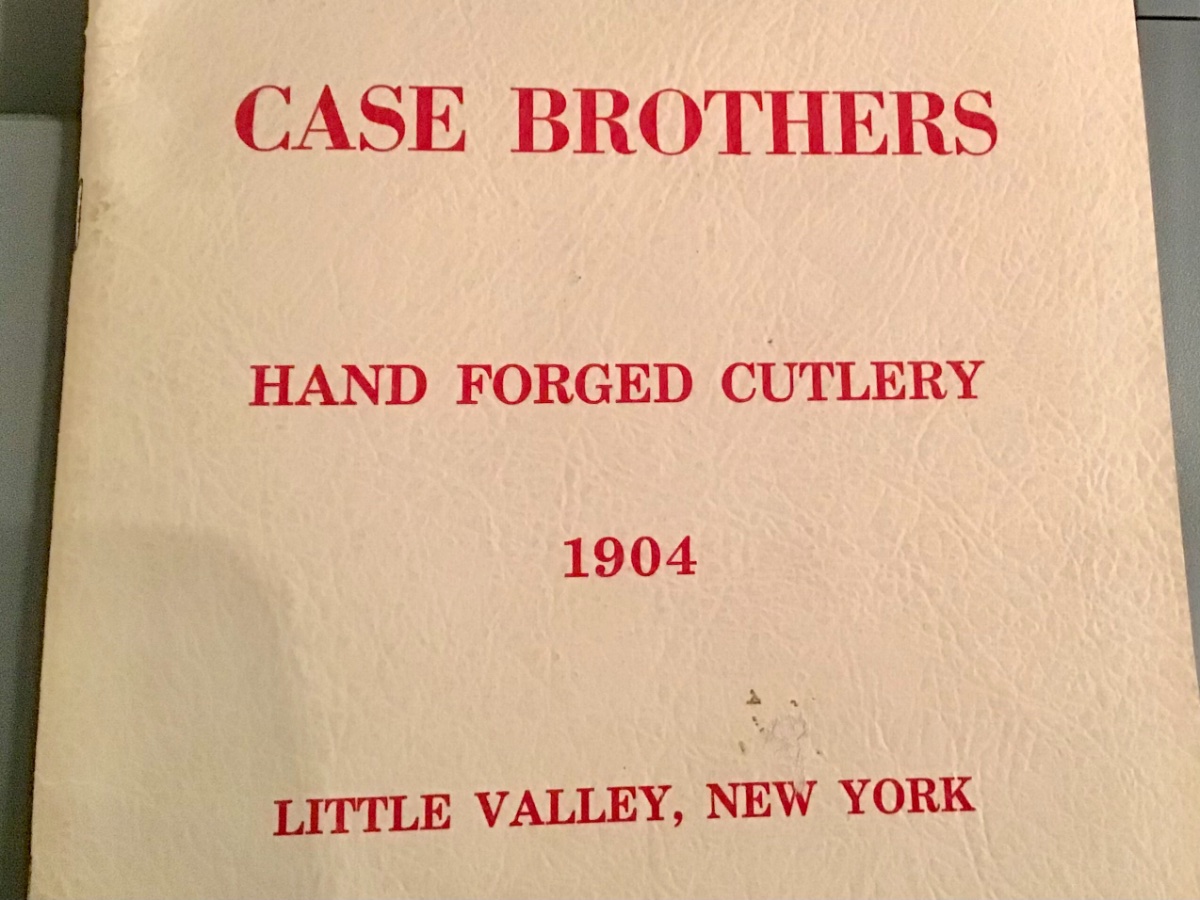 CASE BROTHERS
HAND FORGED CUTLERY
1904
LITTLE VALLEY, NEW YORK